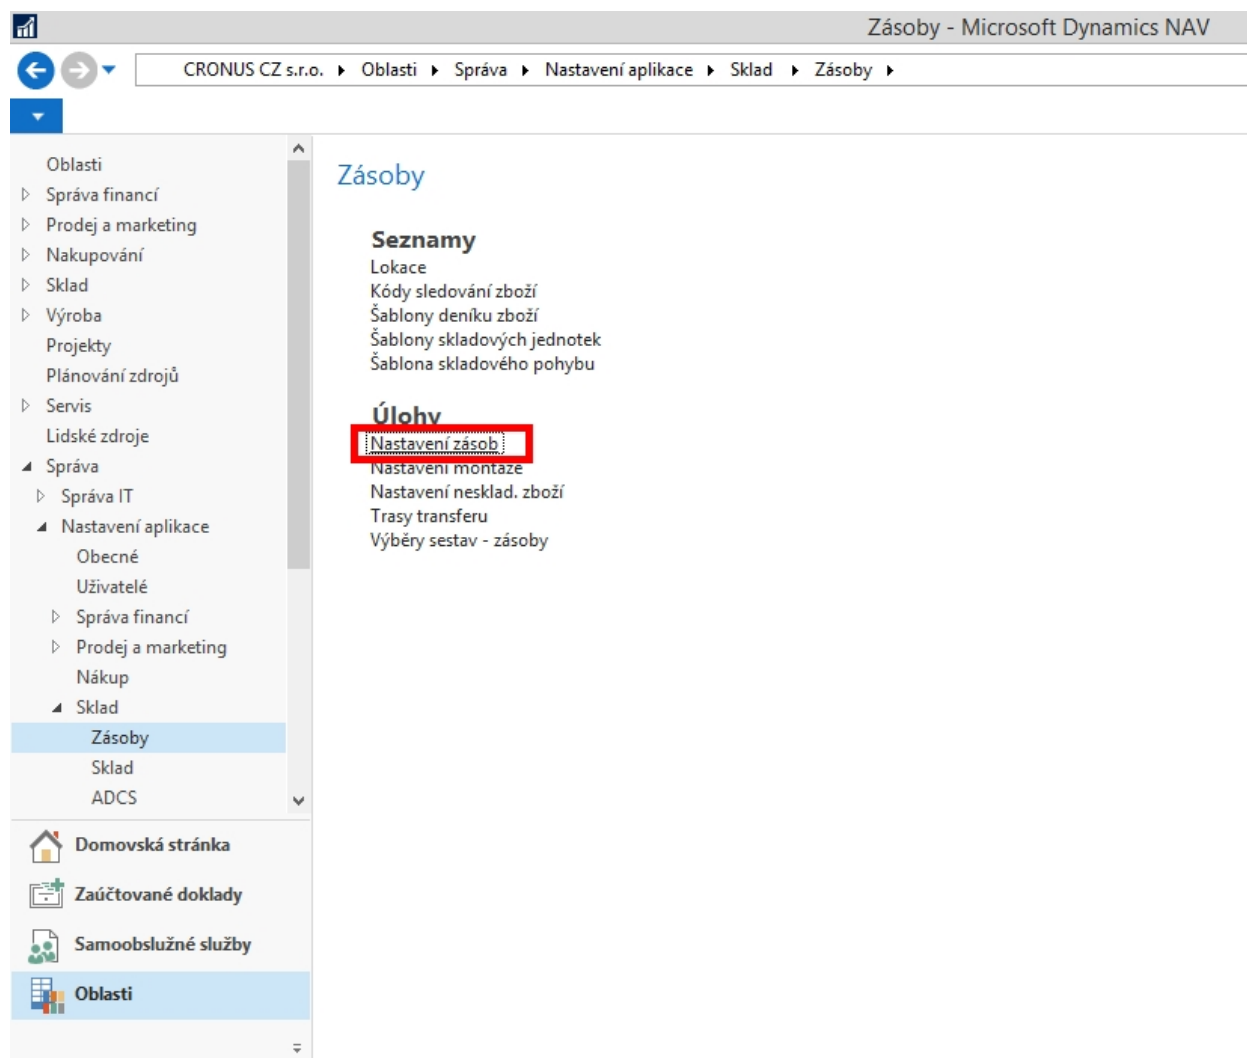 Zásoby - Microsoft Dynamics NAV
CRONUS CZ s.r.o. Oblasti Správa Nastavení aplikace Sklad Zásoby
Oblasti
Správa financí
Prodej a marketing
Nakupování
Sklad
Výroba
Projekty
Plánování zdrojů
Servis
Lidské zdroje
Správa
Správa IT
Nastavení aplikace
Obecné
Uživatelé
Správa financí
Prodej a marketing
Nákup
Sklad
Zásoby
Sklad
ADCS
Domovská stránka
Zaúčtované doklady
Samoobslužné služby
Oblasti
Zásoby
Seznamy
Lokace
Kódy sledování zboží
Šablony deníku zboží
Šablony skladových jednotek
Šablona skladového pohybu
Úlohy
Nastavení zásob
Nastavení montáže
Nastavení nesklad. zboží
Trasy transferu
Výběry sestav - zásoby